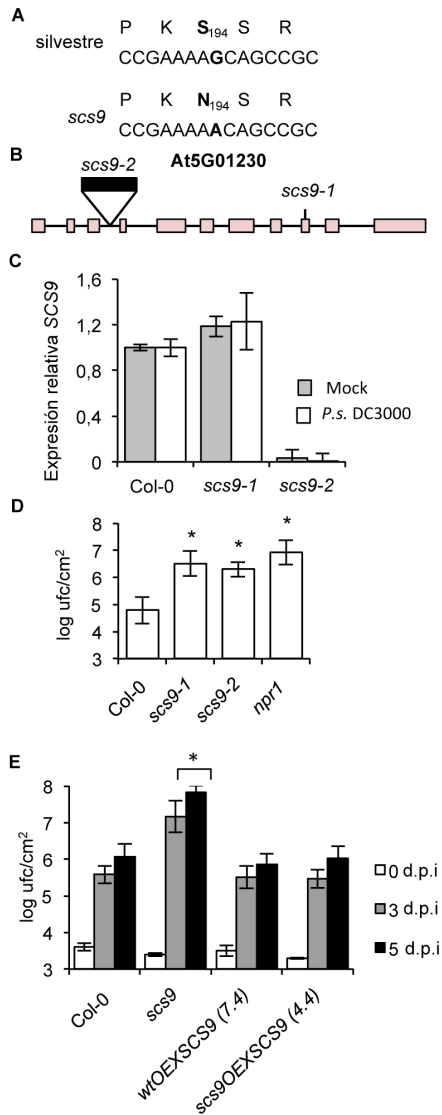 A
silvestre
P K S194 S R
CCGAAAAGCAGCCGC
scs9
P K N194 S R
CCGAAAAACAGCCGC
B
scs9-2
At5G01230
scs9-1
C
Expresión relativa SCS9
1,6
1,2
0,8
0,4
0
Mock
P.s. DC3000
Col-0 scs9-1 scs9-2
D
log ufc/cm2
8
7
6
5
4
3
* * *
Col-0 scs9-1 scs9-2 npr1
E
log ufc/cm2
8
7
6
5
4
3
*
0 d.p.i
3 d.p.i
5 d.p.i
Col-0 scs9 wtOEXSCS9 (7.4) scs9OEXSCS9 (4.4)